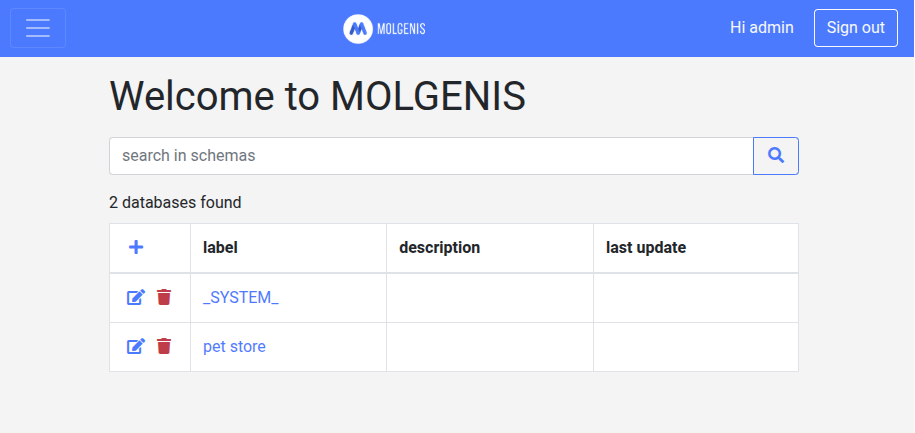 MOLGENIS
Hi admin
Sign out
Welcome to MOLGENIS
search in schemas
2 databases found
label description last update
_SYSTEM_
pet store